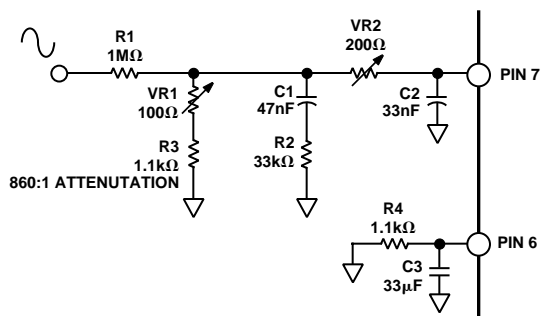 R1
1MΩ
VR1
100Ω
R3
1.1kΩ
860:1 ATTENUTATION
C1
47nF
R2
33kΩ
VR2
200Ω
C2
33nF
PIN 7
R4
1.1kΩ
C3
33µF
PIN 6